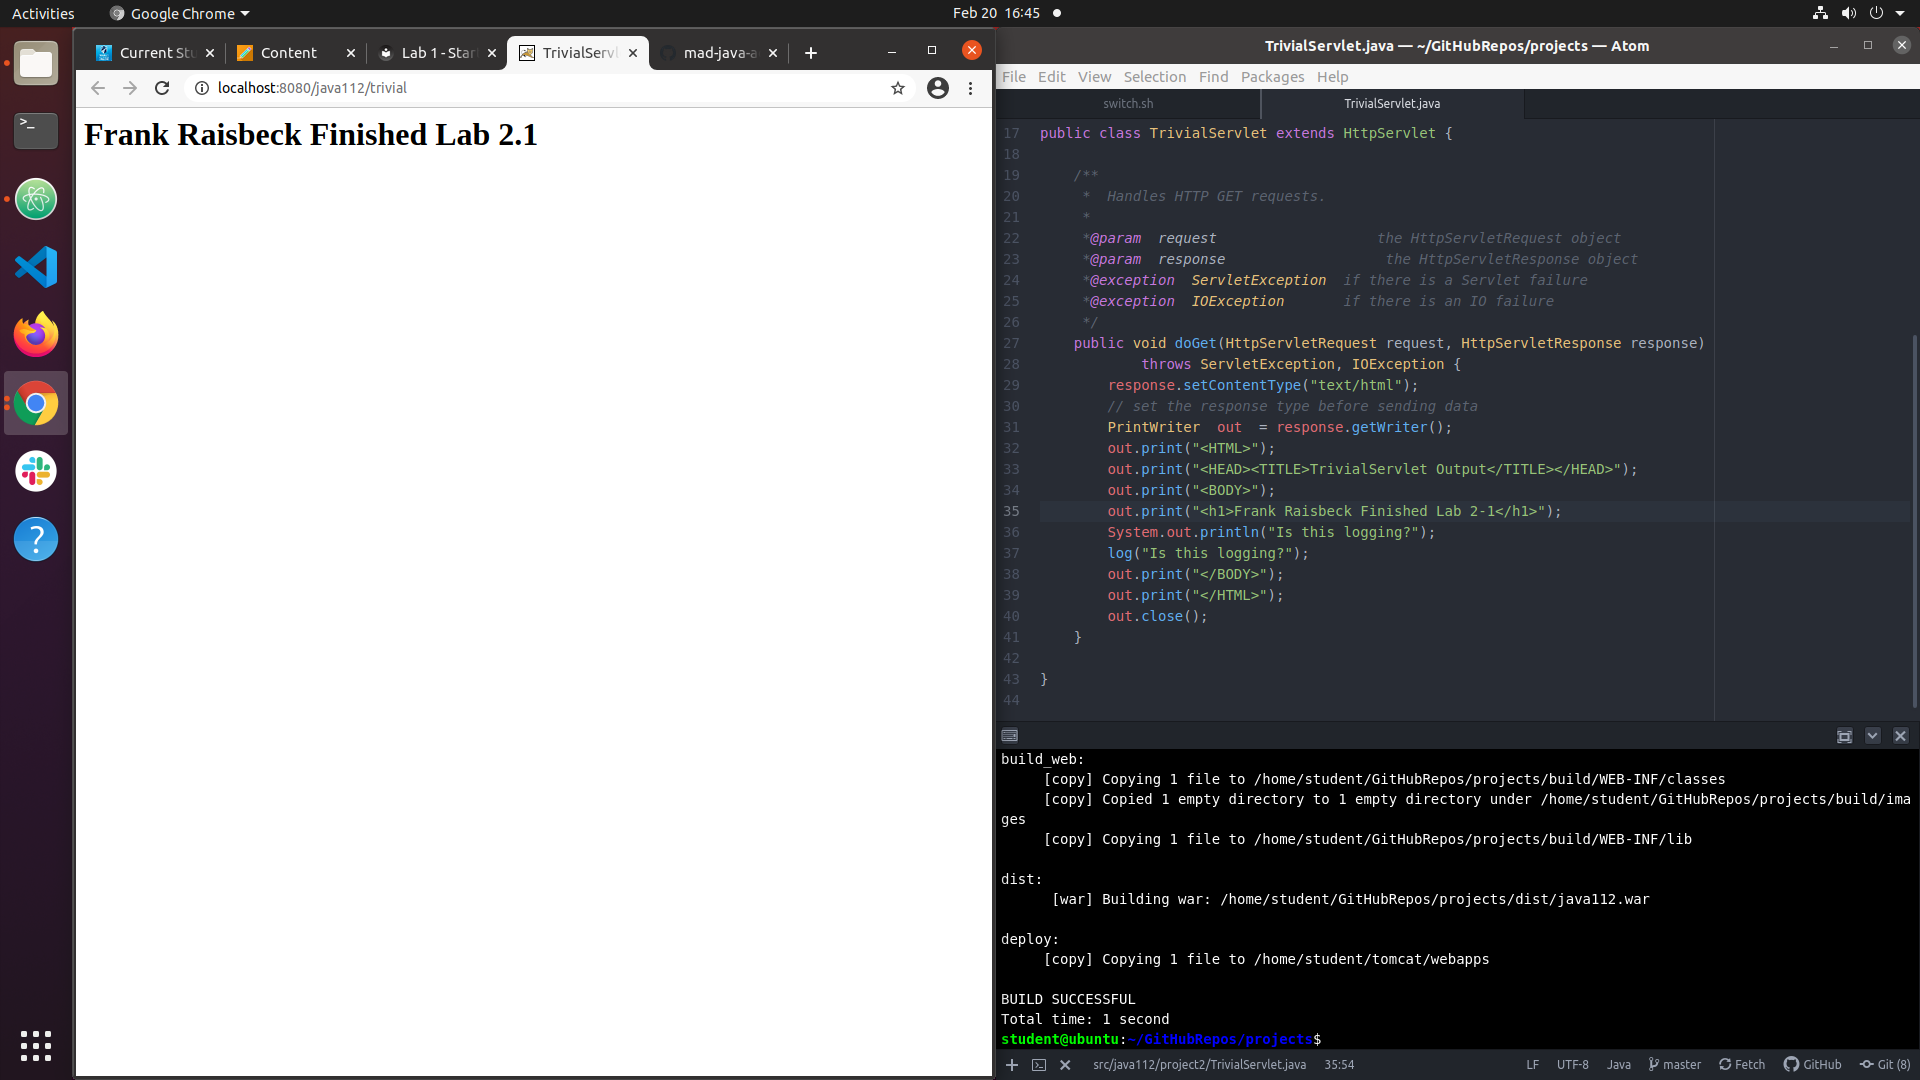 Activities
Google Chrome
Feb 20 16:45
Current Stu
Content
Lab 1 - Star
TrivialServl
mad-java-a
localhost:8080/java112/trivial
Frank Raisbeck Finished Lab 2.1
TrivialServlet.java — ~/GitHubRepos/projects — Atom
File Edit View Selection Find Packages Help
switch.sh
TrivialServlet.java
17 public class TrivialServlet extends HttpServlet {
18
19 /**
20 * Handles HTTP GET requests.
21 *
22 *@param request the HttpServletRequest object
23 *@param response the HttpServletResponse object
24 *@exception ServletException if there is a Servlet failure
25 *@exception IOException if there is an IO failure
26 */
27 public void doGet(HttpServletRequest request, HttpServletResponse response)
28 throws ServletException, IOException {
29 response.setContentType("text/html");
30 // set the response type before sending data
31 PrintWriter out = response.getWriter();
32 out.print("<HTML>");
33 out.print("<HEAD><TITLE>TrivialServlet Output</TITLE></HEAD>");
34 out.print("<BODY>");
35 out.print("<h1>Frank Raisbeck Finished Lab 2-1</h1>");
36 System.out.println("Is this logging?");
37 log("Is this logging?");
38 out.print("</BODY>");
39 out.print("</HTML>");
40 out.close();
41 }
42
43 }
44
build_web:
[copy] Copying 1 file to /home/student/GitHubRepos/projects/build/WEB-INF/classes
[copy] Copied 1 empty directory to 1 empty directory under /home/student/GitHubRepos/projects/build/ima
ges
[copy] Copying 1 file to /home/student/GitHubRepos/projects/build/WEB-INF/lib
dist:
[war] Building war: /home/student/GitHubRepos/projects/dist/java112.war
deploy:
[copy] Copying 1 file to /home/student/tomcat/webapps
BUILD SUCCESSFUL
Total time: 1 second
student@ubuntu:~/GitHubRepos/projects$
src/java112/project2/TrivialServlet.java 35:54 LF UTF-8 Java master Fetch GitHub Git (8)